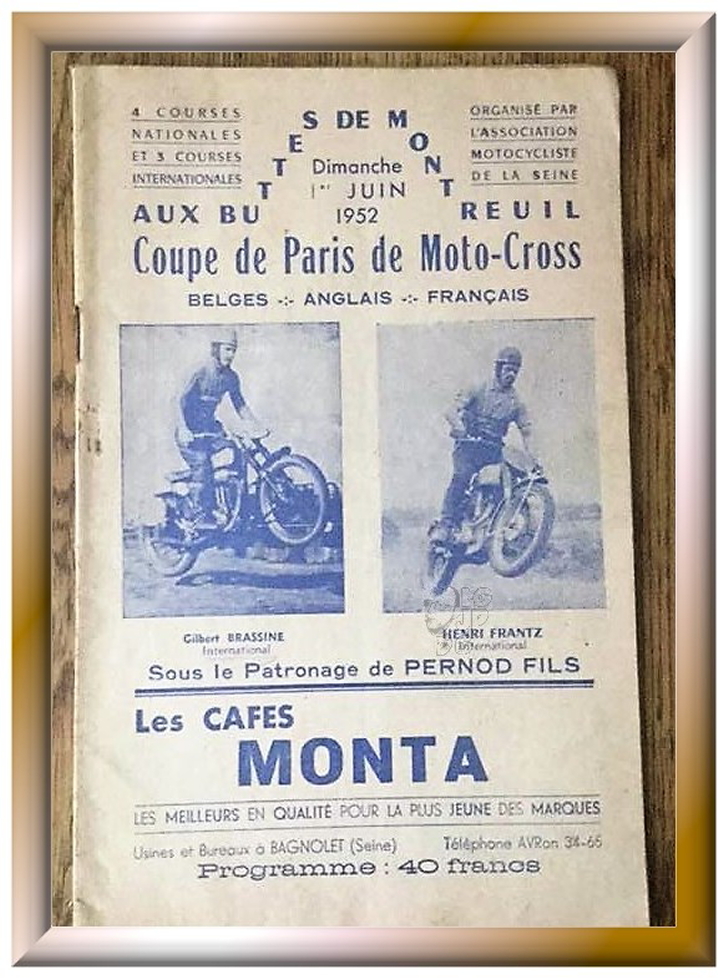 4 COURSES
NATIONALES
ET 3 COURSES
INTERNATIONALES
ORGANISÉ PAR
L'ASSOCIATION
MOTOCYCLISTE
DE LA SEINE
AUX BUTTES DE MONTREUIL
Dimanche
1er JUIN
1952
Coupe de Paris de Moto-Cross
BELGES -:- ANGLAIS -:- FRANÇAIS
Gilbert BRASSINE
International
HENRI FRANTZ
International
Sous le Patronage de PERNOD FILS
Les CAFES
MONTA
LES MEILLEURS EN QUALITÉ POUR LA PLUS JEUNE DES MARQUES
Usines et Bureaux à BAGNOLET (Seine) Téléphone AVRon 34-65
Programme : 40 francs